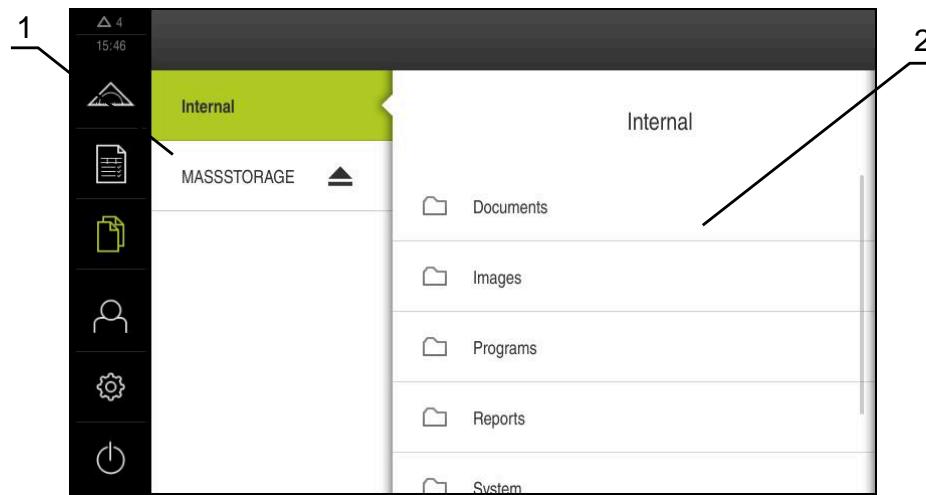 1
2
4
15:46
Internal
MASSSTORAGE
Internal
Documents
Images
Programs
Reports
System